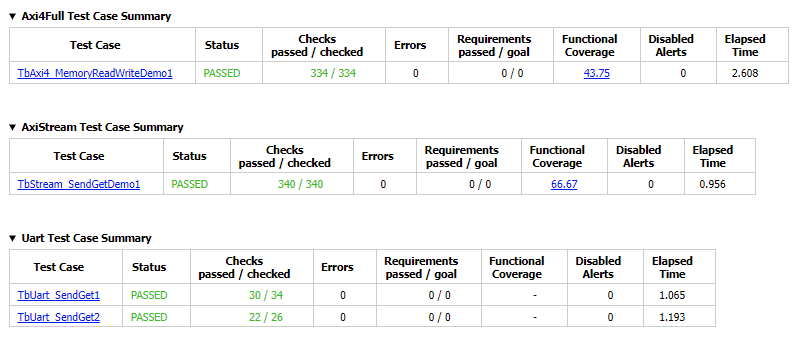 ▼ Axi4Full Test Case Summary
Test Case Status Checks passed / checked Errors Requirements passed / goal Functional Coverage Disabled Alerts Elapsed Time
TbAxi4_MemoryReadWriteDemo1 PASSED 334 / 334 0 0 / 0 43.75 0 2.608
▼ AxiStream Test Case Summary
Test Case Status Checks passed / checked Errors Requirements passed / goal Functional Coverage Disabled Alerts Elapsed Time
TbStream_SendGetDemo1 PASSED 340 / 340 0 0 / 0 66.67 0 0.956
▼ Uart Test Case Summary
Test Case Status Checks passed / checked Errors Requirements passed / goal Functional Coverage Disabled Alerts Elapsed Time
TbUart_SendGet1 PASSED 30 / 34 0 0 / 0 - 0 1.065
TbUart_SendGet2 PASSED 22 / 26 0 0 / 0 - 0 1.193